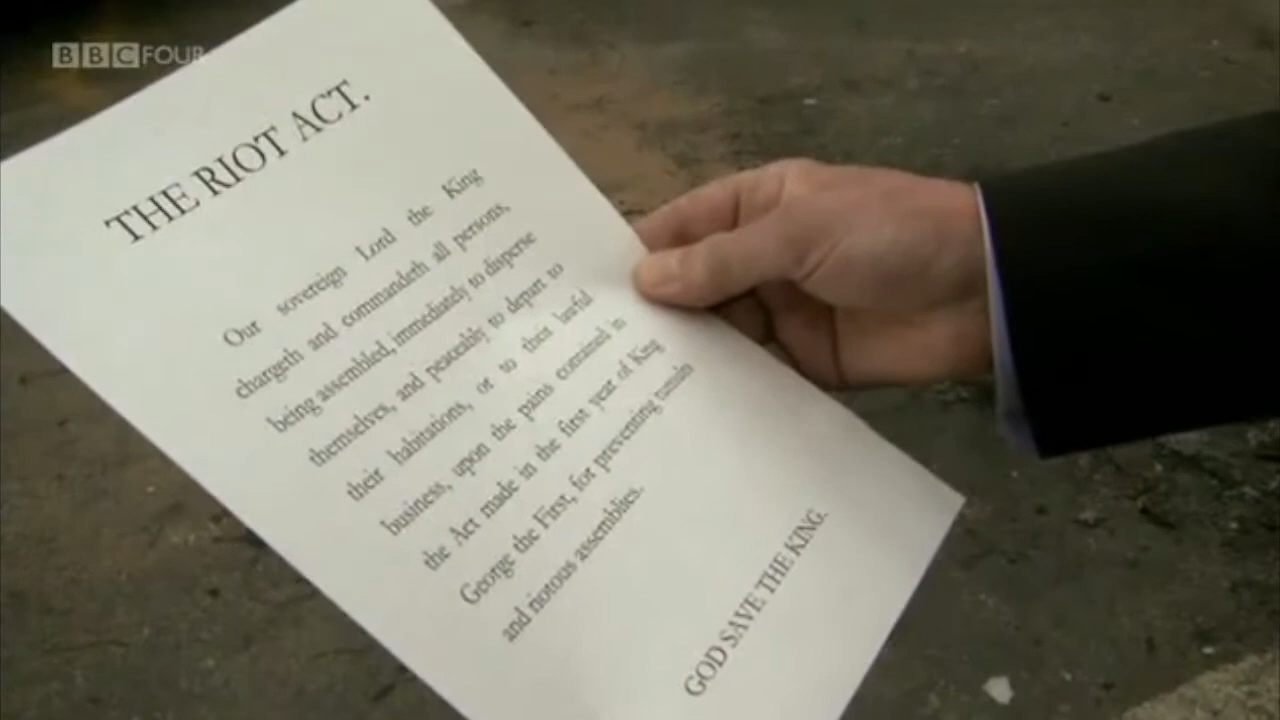 BBC FOUR
THE RIOT ACT.
Our sovereign Lord the King
chargeth and commandeth all persons,
being assembled, immediately to disperse
themselves, and peaceably to depart to
their habitations, or to their lawful
business, upon the pains contained in
the Act made in the first year of King
George the First, for preventing tumults
and riotous assemblies.
GOD SAVE THE KING.